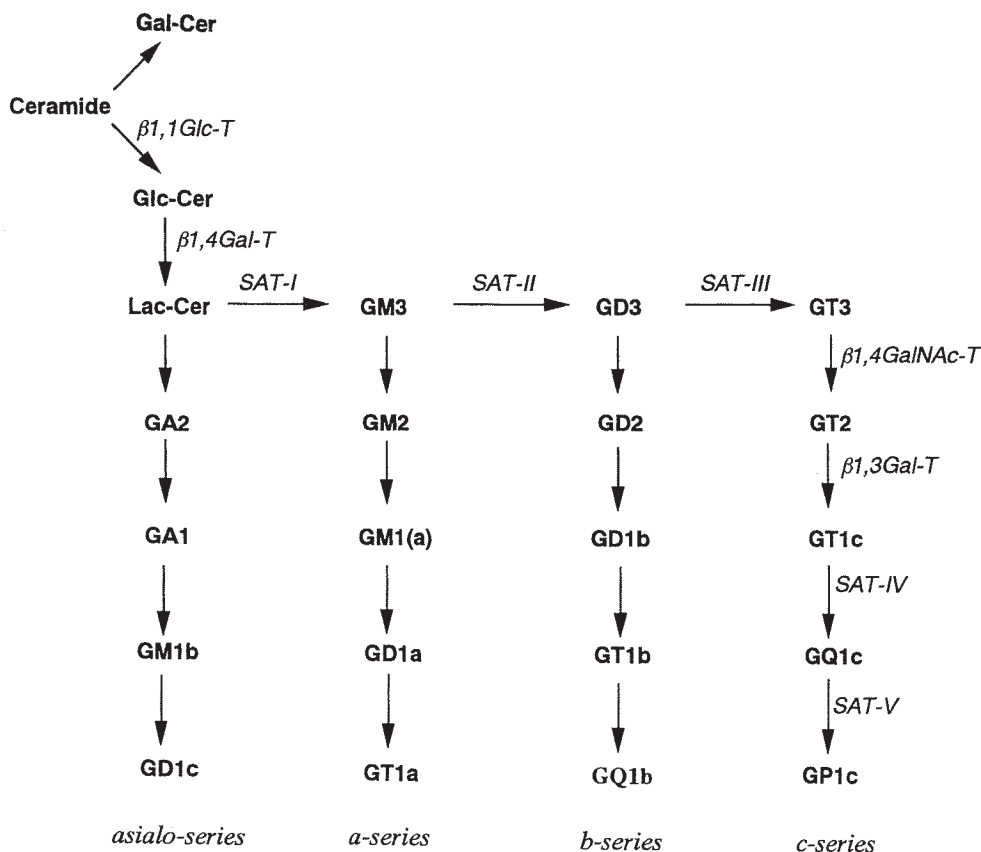 Gal-Cer
Ceramide
β1,1Glc-T
Glc-Cer
β1,4Gal-T
Lac-Cer SAT-I GM3 SAT-II GD3 SAT-III GT3
β1,4GalNAc-T
GA2 GM2 GD2 GT2
β1,3Gal-T
GA1 GM1(a) GD1b GT1c
SAT-IV
GM1b GD1a GT1b GQ1c
SAT-V
GD1c GT1a GQ1b GP1c
asialo-series a-series b-series c-series